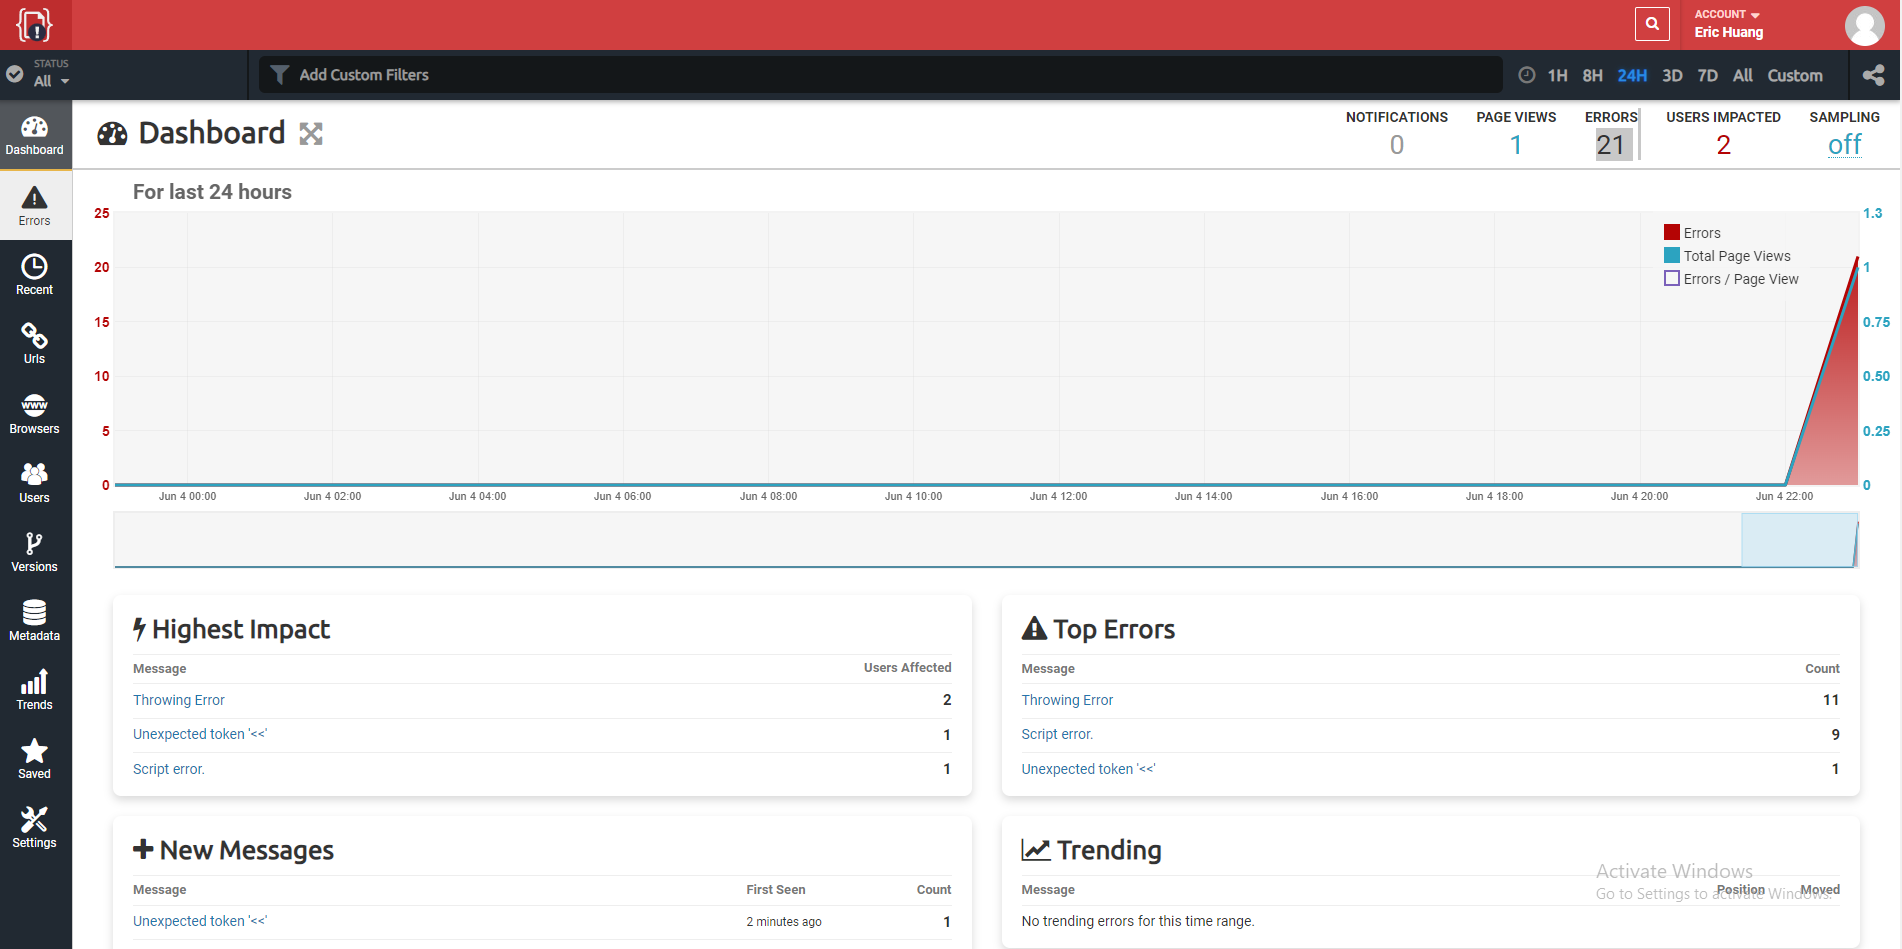 ACCOUNT
Eric Huang
STATUS
All
Add Custom Filters
1H 8H 24H 3D 7D All Custom
Dashboard
Errors
Recent
Urls
www
Browsers
Users
Versions
Metadata
Trends
Saved
Settings
Dashboard
NOTIFICATIONS PAGE VIEWS ERRORS USERS IMPACTED SAMPLING
0 1 21 2 off
For last 24 hours
25
20
15
10
5
0
1.3
1
0.75
0.50
0.25
0
Errors
Total Page Views
Errors / Page View
Jun 4 00:00 Jun 4 02:00 Jun 4 04:00 Jun 4 06:00 Jun 4 08:00 Jun 4 10:00 Jun 4 12:00 Jun 4 14:00 Jun 4 16:00 Jun 4 18:00 Jun 4 20:00 Jun 4 22:00
Highest Impact
Message Users Affected
Throwing Error 2
Unexpected token '<<' 1
Script error. 1
Top Errors
Message Count
Throwing Error 11
Script error. 9
Unexpected token '<<' 1
New Messages
Message First Seen Count
Unexpected token '<<' 2 minutes ago 1
Trending
Message Position Moved
No trending errors for this time range.
Activate Windows
Go to Settings to activate Windows.